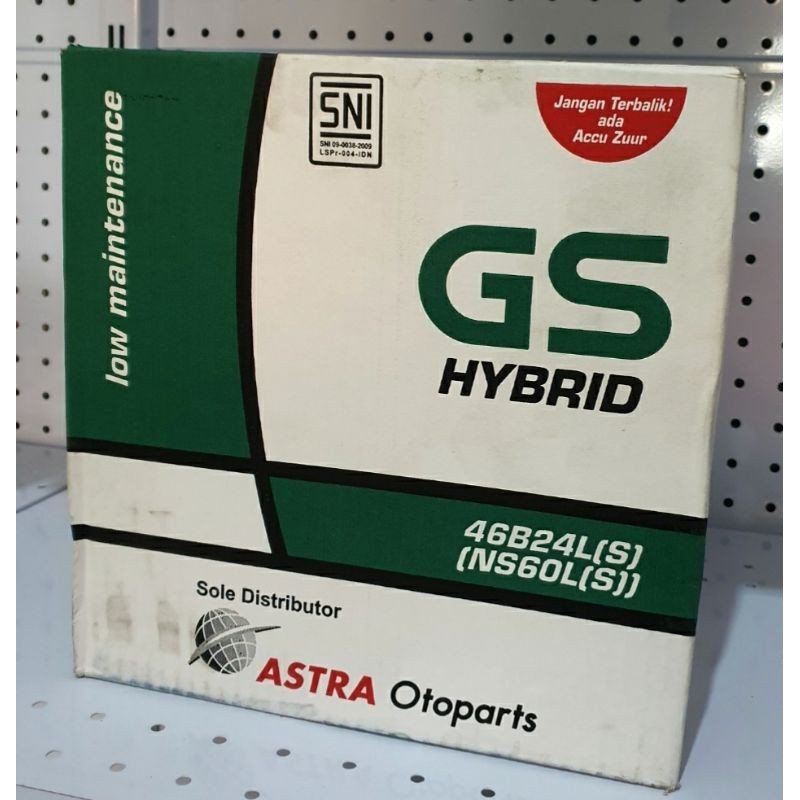 low maintenance
SNI
SNI 09-0038-2009
LSPr-004-IDN
Jangan Terbalik!
ada
Accu Zuur
GS
HYBRID
46B24L(S)
(NS60L(S))
Sole Distributor
ASTRA Otoparts